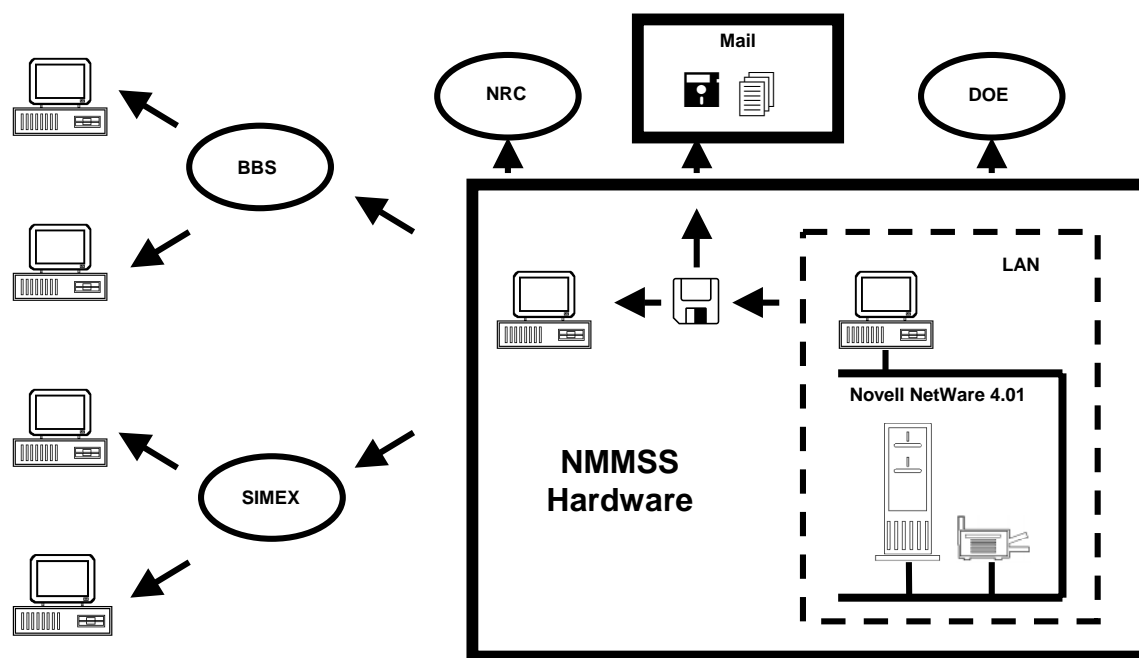 Mail
NRC
DOE
BBS
LAN
Novell NetWare 4.01
NMMSS
Hardware
SIMEX